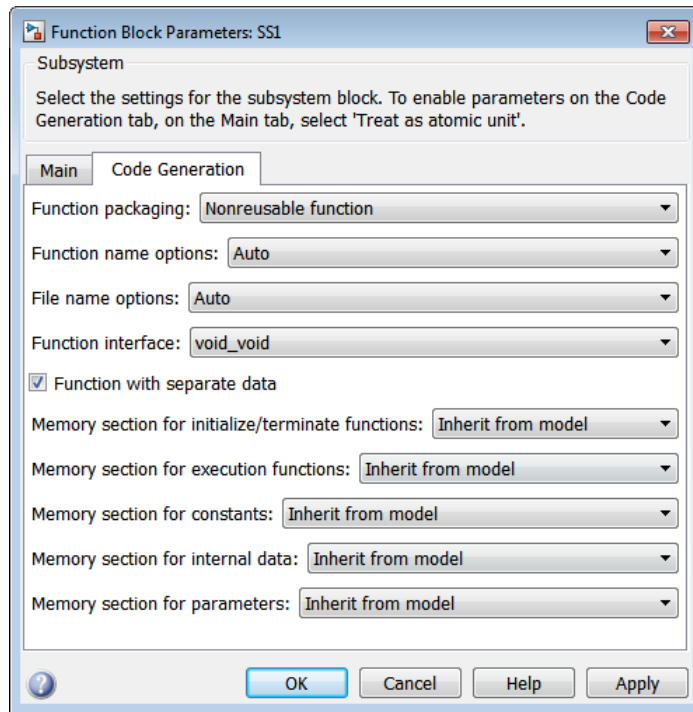 Function Block Parameters: SS1
Subsystem
Select the settings for the subsystem block. To enable parameters on the Code
Generation tab, on the Main tab, select 'Treat as atomic unit'.
Main Code Generation
Function packaging: Nonreusable function
Function name options: Auto
File name options: Auto
Function interface: void_void
Function with separate data
Memory section for initialize/terminate functions: Inherit from model
Memory section for execution functions: Inherit from model
Memory section for constants: Inherit from model
Memory section for internal data: Inherit from model
Memory section for parameters: Inherit from model
? OK Cancel Help Apply